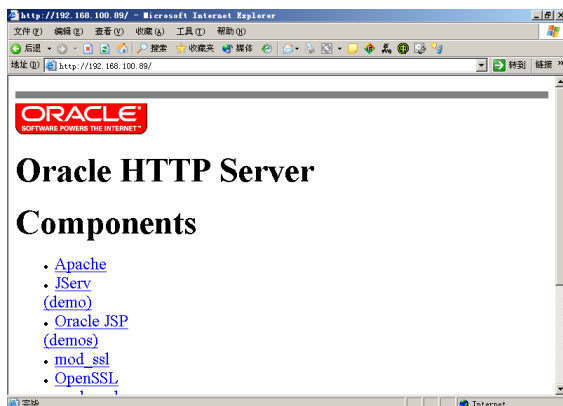 http://192.168.100.89/ - Microsoft Internet Explorer
文件(F) 编辑(E) 查看(V) 收藏(A) 工具(T) 帮助(H)
后退 搜索 收藏夹 媒体
地址(D) http://192.168.100.89/ 转到 链接 »
ORACLE
SOFTWARE POWERS THE INTERNET™
Oracle HTTP Server
Components
• Apache
• JServ
(demo)
• Oracle JSP
(demos)
• mod_ssl
• OpenSSL
完毕 Internet